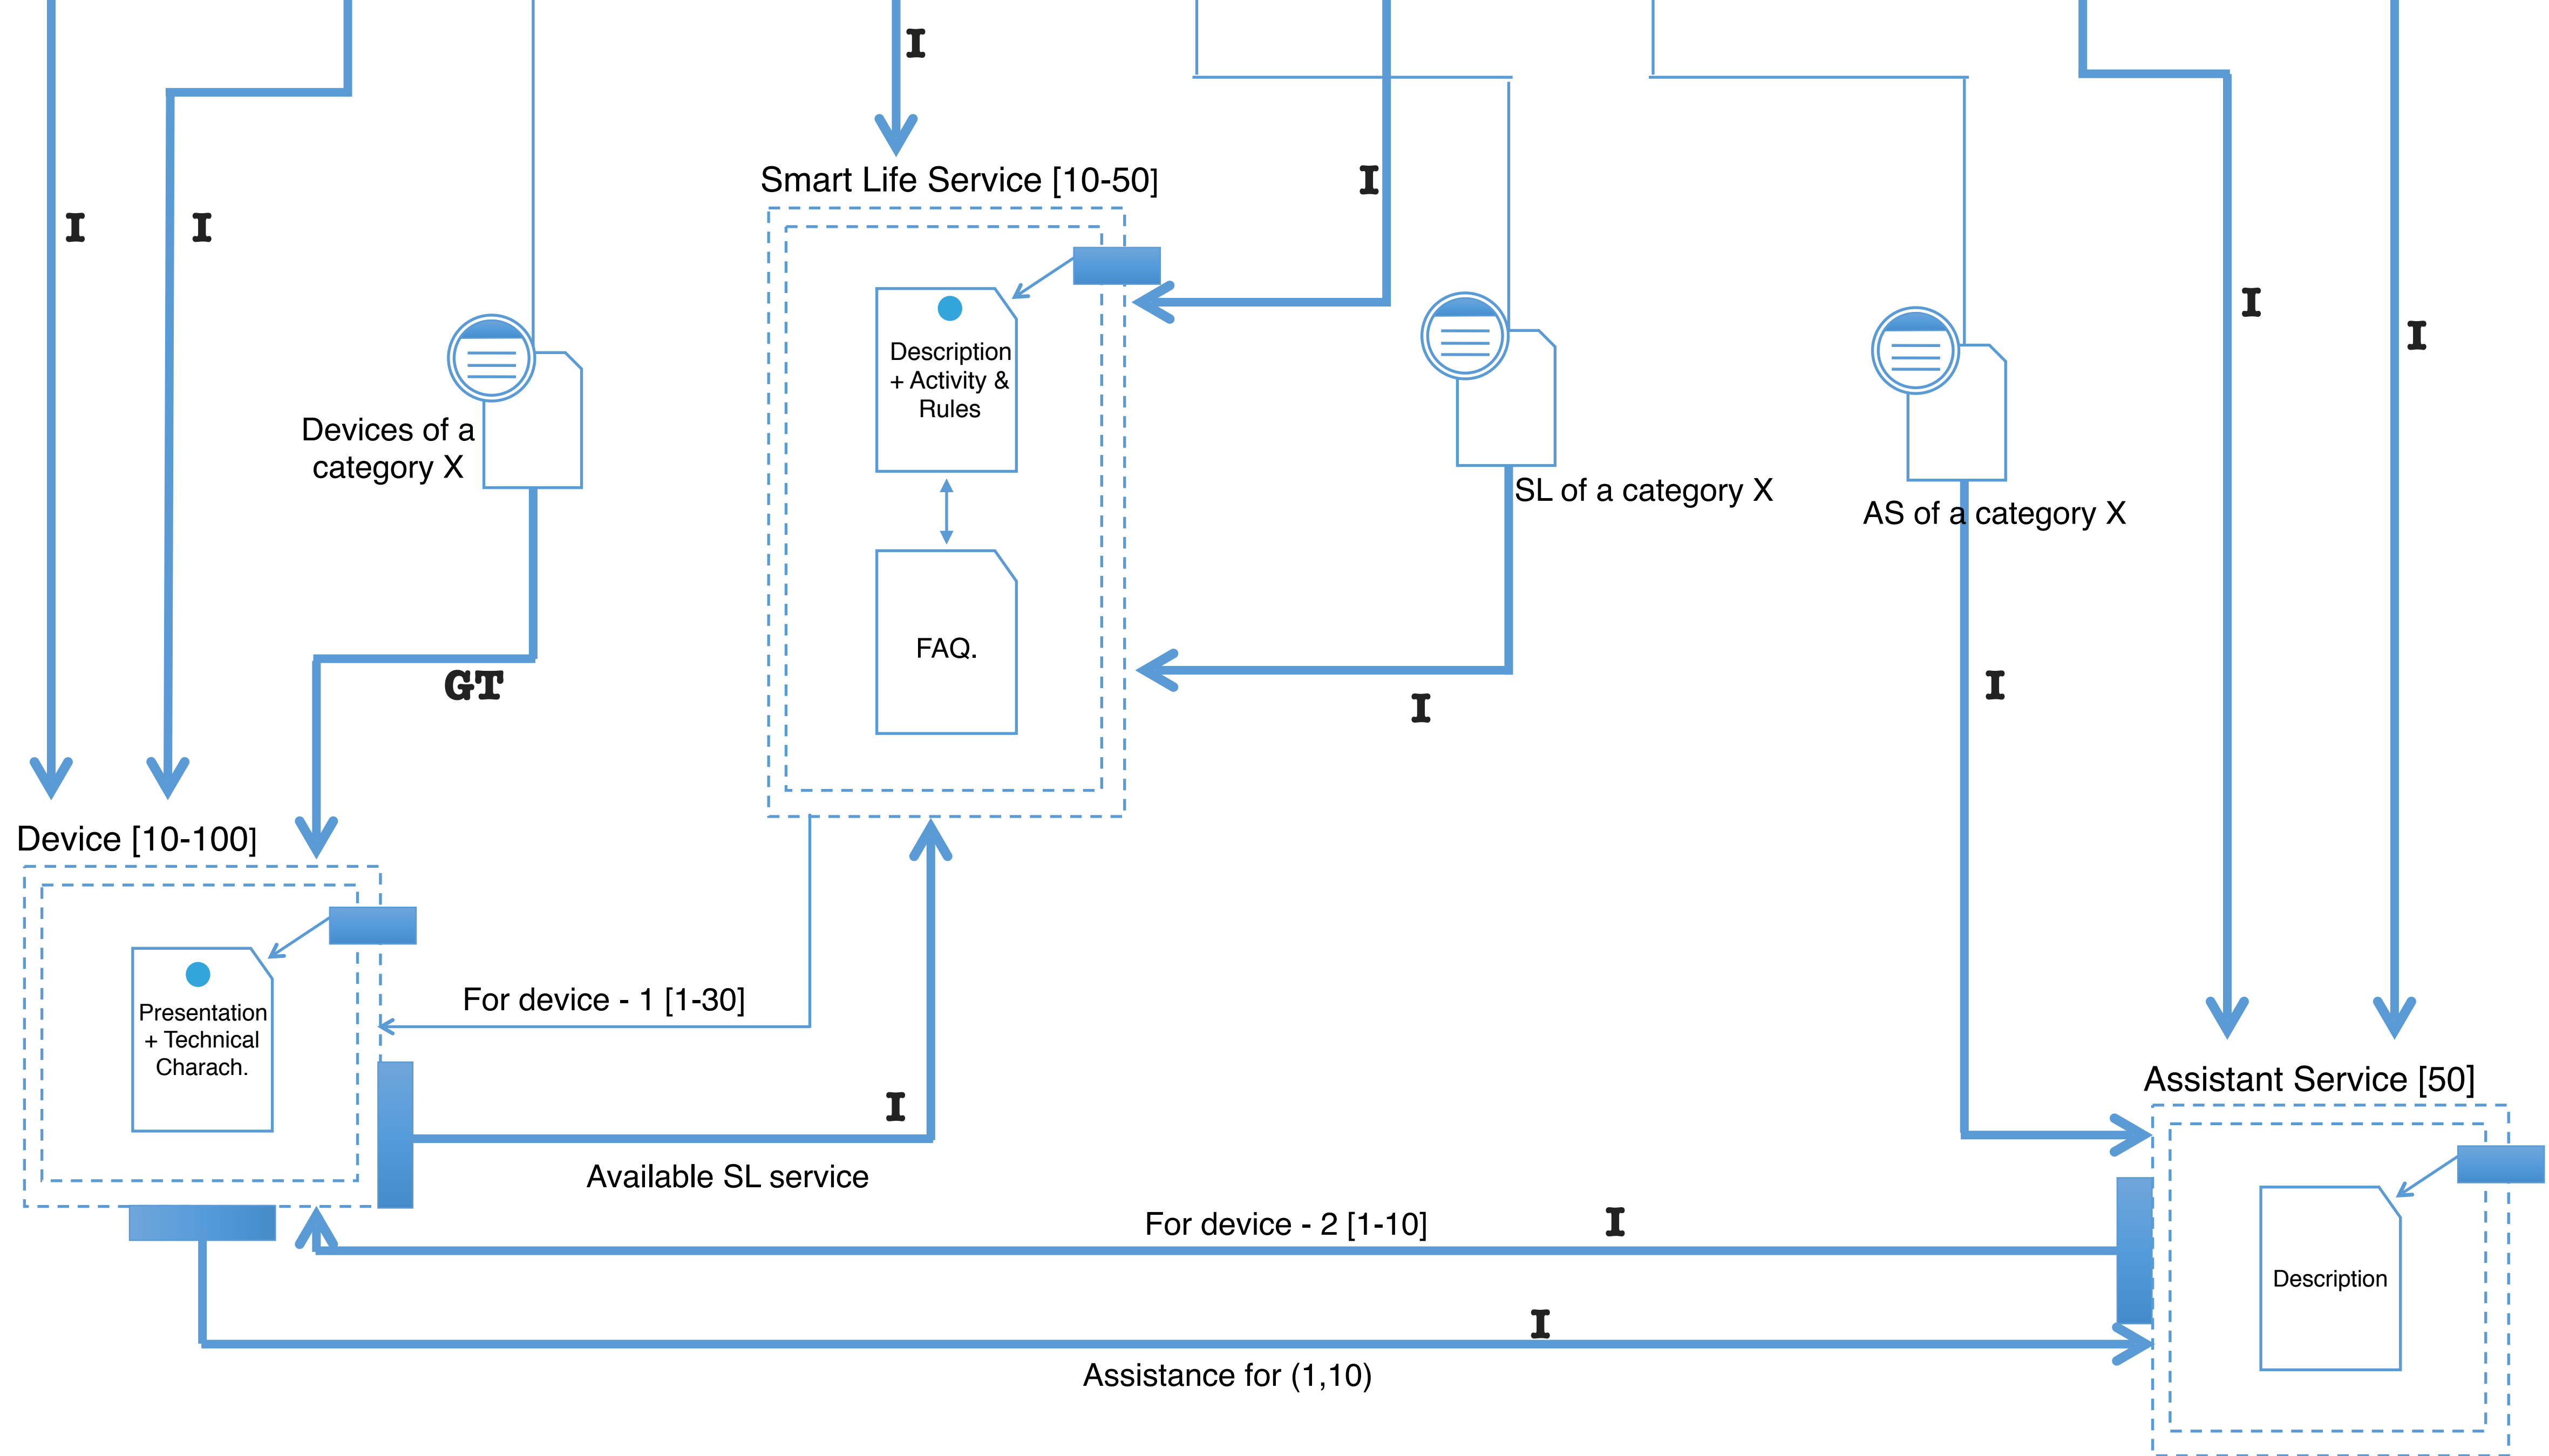 I
Smart Life Service [10-50]
I
I
I
I
I
Description
+ Activity &
Rules
Devices of a
category X
SL of a category X
AS of a category X
FAQ.
GT
I
I
Device [10-100]
For device - 1 [1-30]
Presentation
+ Technical
Charach.
I
Assistant Service [50]
Available SL service
For device - 2 [1-10]
I
Description
I
Assistance for (1,10)